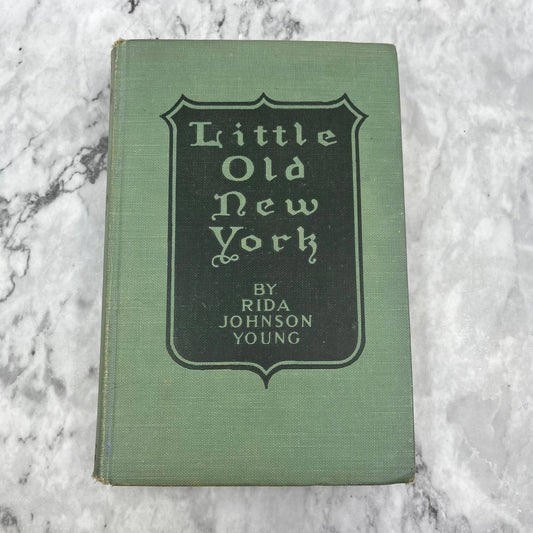 Little
Old
New
York
BY
RIDA
JOHNSON
YOUNG